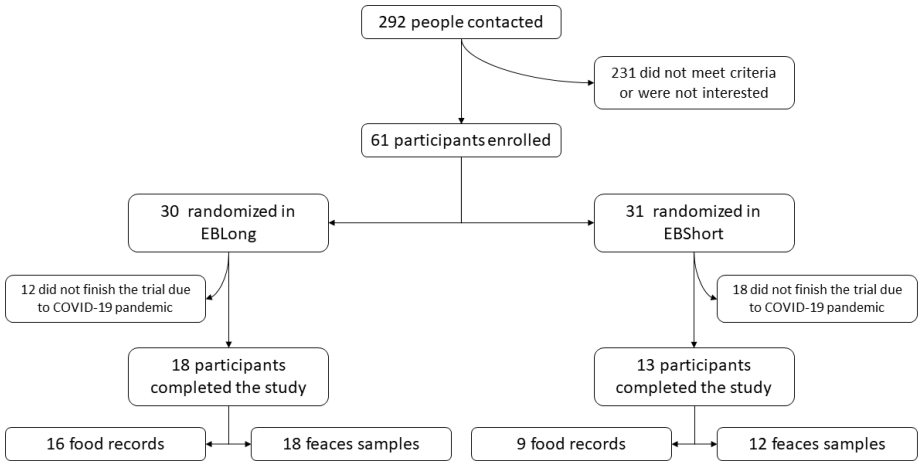 292 people contacted
231 did not meet criteria
or were not interested
61 participants enrolled
30 randomized in
EBLong
31 randomized in
EBShort
12 did not finish the trial due
to COVID-19 pandemic
18 did not finish the trial due
to COVID-19 pandemic
18 participants
completed the study
13 participants
completed the study
16 food records
18 feaces samples
9 food records
12 feaces samples